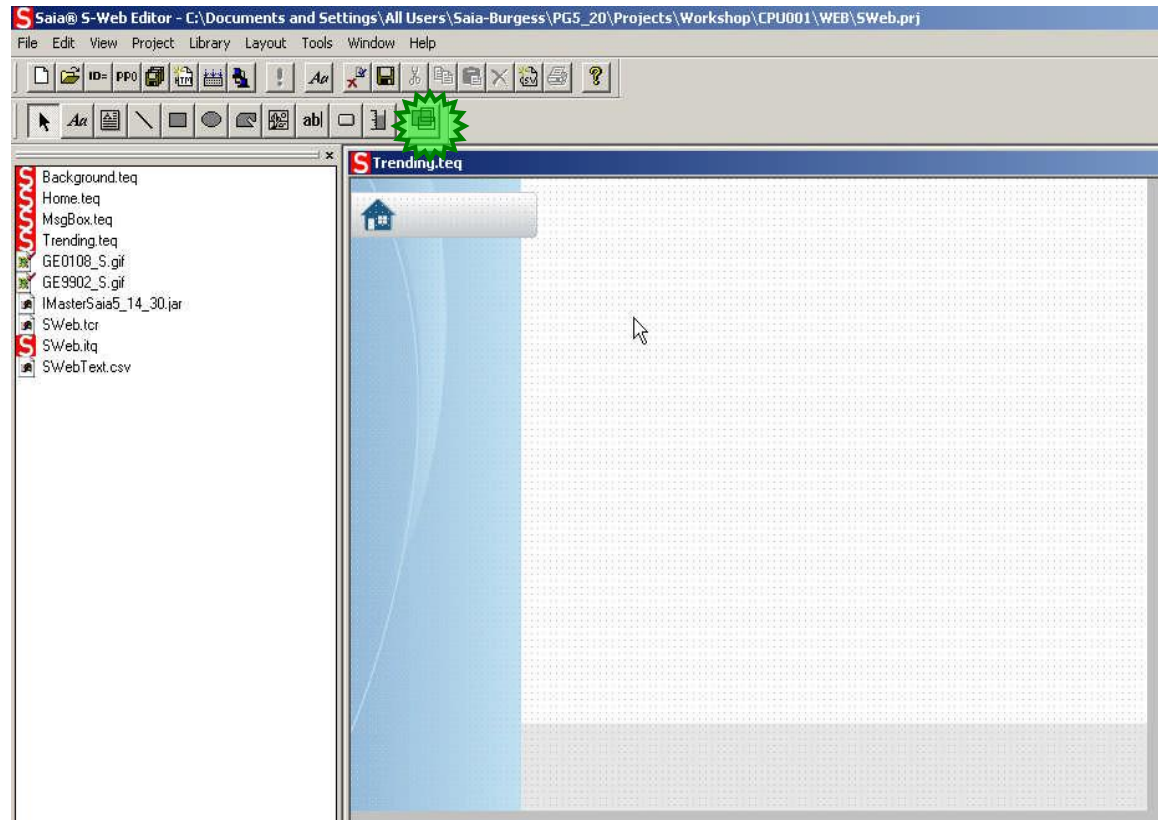 Saia® S-Web Editor - C:\Documents and Settings\All Users\Saia-Burgess\PG5_20\Projects\Workshop\CPU001\WEB\SWeb.prj
File Edit View Project Library Layout Tools Window Help
ID= PPO HTM Aa CSV ?
Aa ab|
x
S Trending.teq
S Background.teq
S Home.teq
S MsgBox.teq
S Trending.teq
GE0108_S.gif
GE9902_S.gif
IMasterSaia5_14_30.jar
SWeb.tcr
S SWeb.itq
SWebText.csv